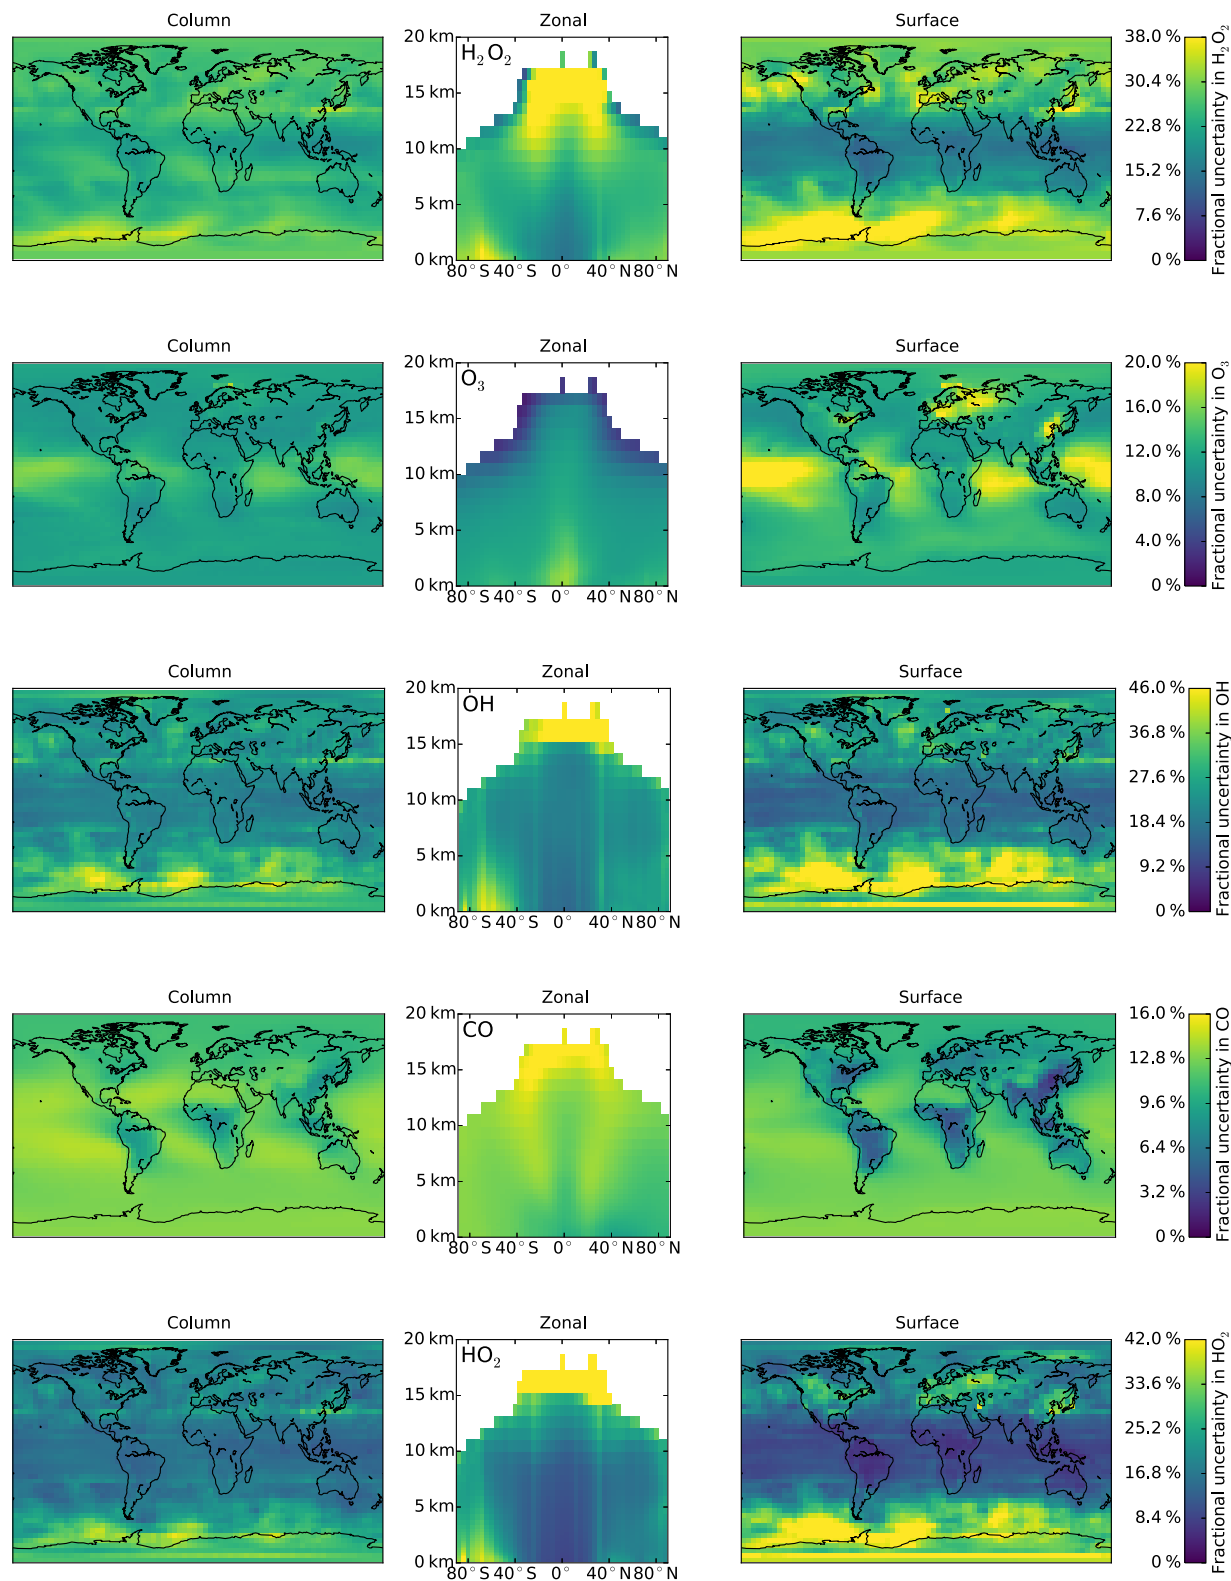 Column Zonal Surface
20 km H₂O₂ 38.0 %
15 km 30.4 %
22.8 %
10 km 15.2 %
5 km 7.6 %
0 km 0 %
80°S 40°S 0° 40°N 80°N
Fractional uncertainty in H₂O₂
Column Zonal Surface
20 km O₃ 20.0 %
15 km 16.0 %
12.0 %
10 km 8.0 %
5 km 4.0 %
0 km 0 %
80°S 40°S 0° 40°N 80°N
Fractional uncertainty in O₃
Column Zonal Surface
20 km OH 46.0 %
15 km 36.8 %
27.6 %
10 km 18.4 %
5 km 9.2 %
0 km 0 %
80°S 40°S 0° 40°N 80°N
Fractional uncertainty in OH
Column Zonal Surface
20 km CO 16.0 %
15 km 12.8 %
9.6 %
10 km 6.4 %
5 km 3.2 %
0 km 0 %
80°S 40°S 0° 40°N 80°N
Fractional uncertainty in CO
Column Zonal Surface
20 km HO₂ 42.0 %
15 km 33.6 %
25.2 %
10 km 16.8 %
5 km 8.4 %
0 km 0 %
80°S 40°S 0° 40°N 80°N
Fractional uncertainty in HO₂